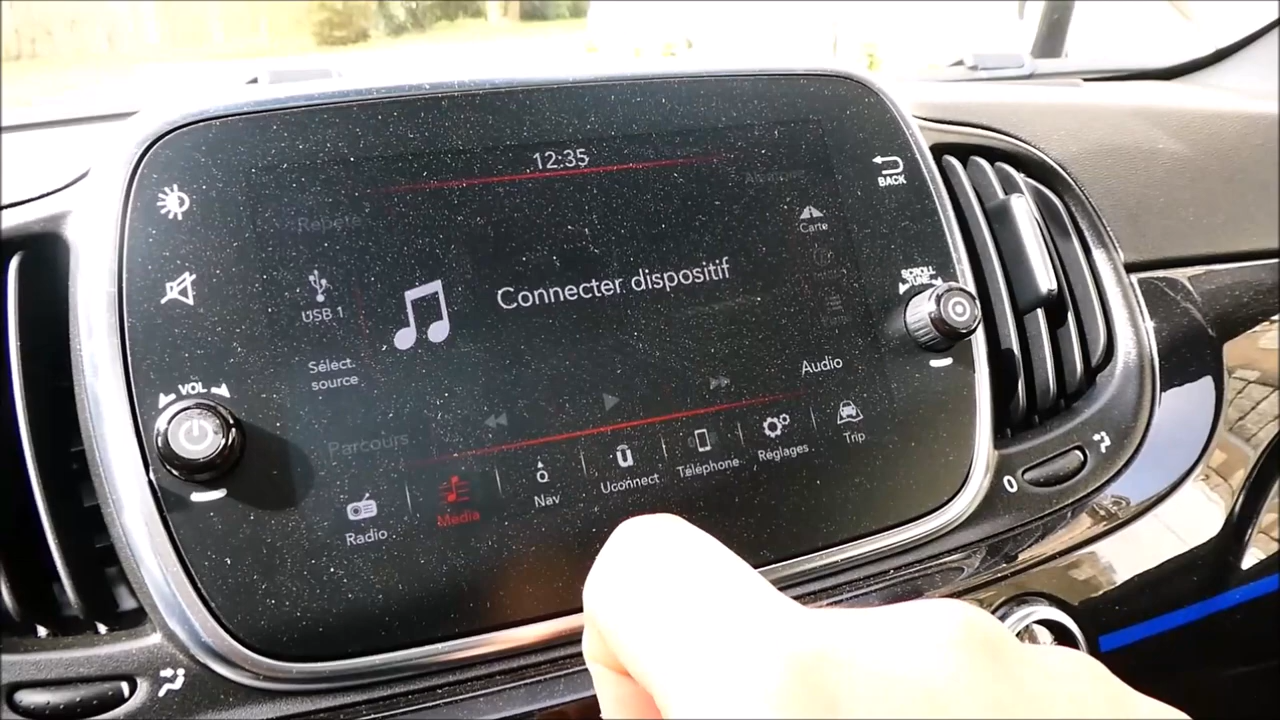 12:35
BACK
Répéte
Carte
SCROLL
TUNE
USB 1
Connecter dispositif
Sélect.
source
Audio
VOL
Parcours
Radio
Media
Nav
Uconnect
Téléphone
Réglages
Trip
0